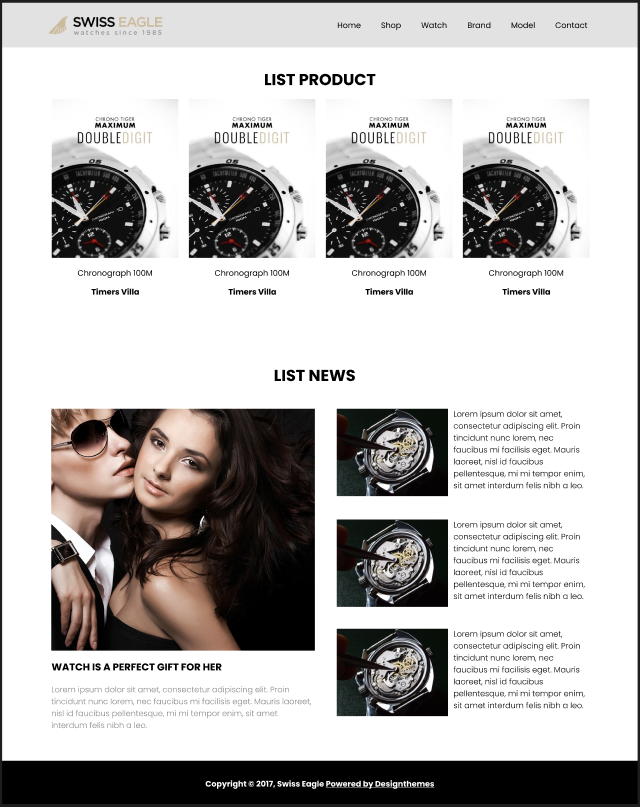 SWISS EAGLE
watches since 1985
Home Shop Watch Brand Model Contact
LIST PRODUCT
CHRONO TIGER
MAXIMUM
DOUBLEDIGIT
Chronograph 100M
Timers Villa
CHRONO TIGER
MAXIMUM
DOUBLEDIGIT
Chronograph 100M
Timers Villa
CHRONO TIGER
MAXIMUM
DOUBLEDIGIT
Chronograph 100M
Timers Villa
CHRONO TIGER
MAXIMUM
DOUBLEDIGIT
Chronograph 100M
Timers Villa
LIST NEWS
WATCH IS A PERFECT GIFT FOR HER
Lorem ipsum dolor sit amet, consectetur adipiscing elit. Proin
tincidunt nunc lorem, nec faucibus mi facilisis eget. Mauris laoreet,
nisl id faucibus pellentesque, mi mi tempor enim, sit amet
interdum felis nibh a leo.
Lorem ipsum dolor sit amet,
consectetur adipiscing elit. Proin
tincidunt nunc lorem, nec
faucibus mi facilisis eget. Mauris
laoreet, nisl id faucibus
pellentesque, mi mi tempor enim,
sit amet interdum felis nibh a leo.
Lorem ipsum dolor sit amet,
consectetur adipiscing elit. Proin
tincidunt nunc lorem, nec
faucibus mi facilisis eget. Mauris
laoreet, nisl id faucibus
pellentesque, mi mi tempor enim,
sit amet interdum felis nibh a leo.
Lorem ipsum dolor sit amet,
consectetur adipiscing elit. Proin
tincidunt nunc lorem, nec
faucibus mi facilisis eget. Mauris
laoreet, nisl id faucibus
pellentesque, mi mi tempor enim,
sit amet interdum felis nibh a leo.
Copyright © 2017, Swiss Eagle Powered by Designthemes